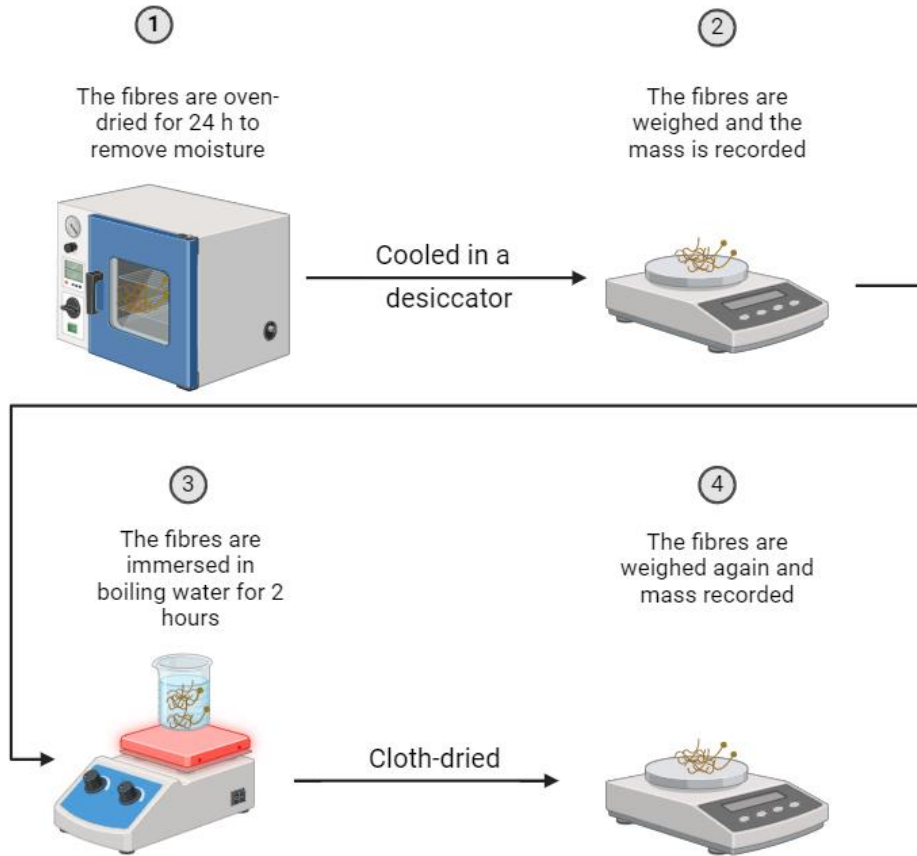 1
The fibres are oven-
dried for 24 h to
remove moisture
Cooled in a
desiccator
2
The fibres are
weighed and the
mass is recorded
3
The fibres are
immersed in
boiling water for 2
hours
Cloth-dried
4
The fibres are
weighed again and
mass recorded